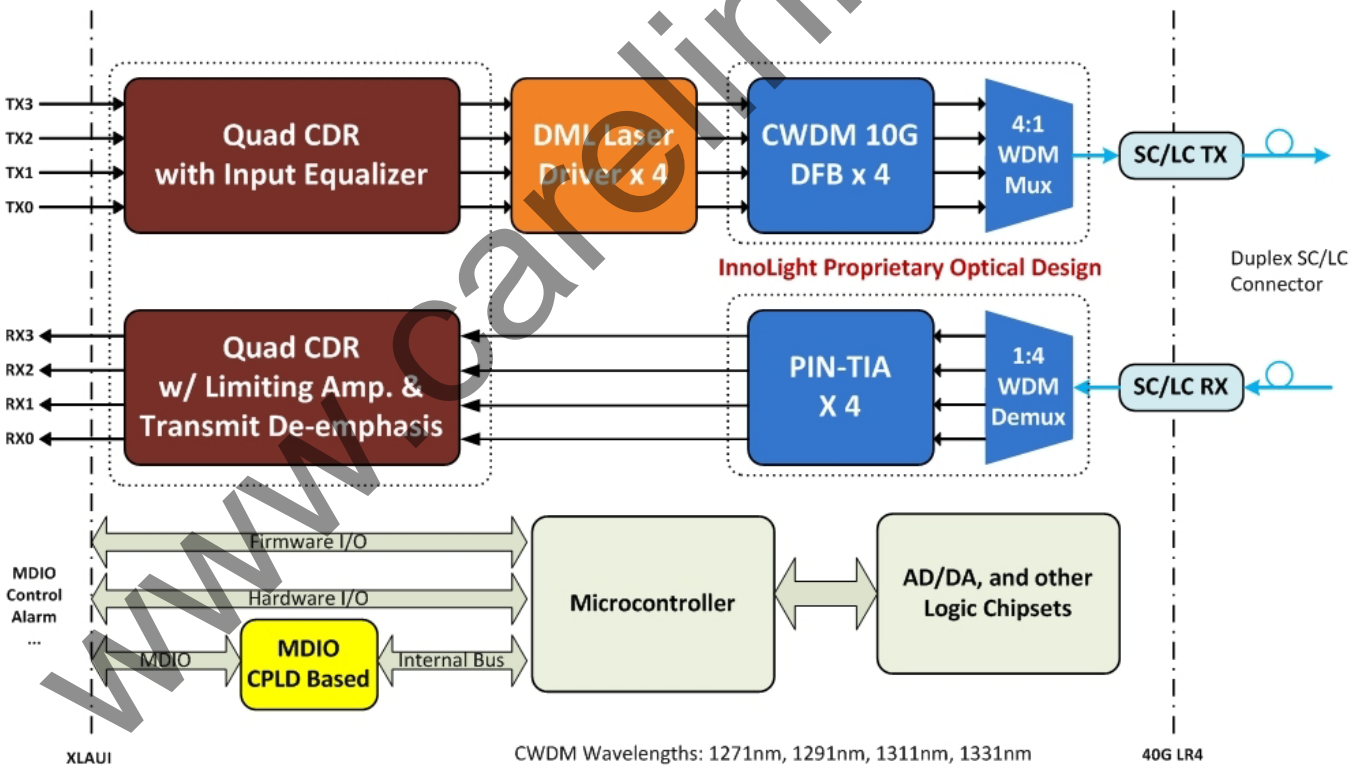 TX3
TX2
TX1
TX0
Quad CDR
with Input Equalizer
DML Laser
Driver x 4
CWDM 10G
DFB x 4
4:1
WDM
Mux
SC/LC TX
InnoLight Proprietary Optical Design
Duplex SC/LC
Connector
RX3
RX2
RX1
RX0
Quad CDR
w/ Limiting Amp. &
Transmit De-emphasis
PIN-TIA
X 4
1:4
WDM
Demux
SC/LC RX
Firmware I/O
Hardware I/O
MDIO
Control
Alarm
...
MDIO
MDIO
CPLD Based
Internal Bus
Microcontroller
AD/DA, and other
Logic Chipsets
XLAUI
CWDM Wavelengths: 1271nm, 1291nm, 1311nm, 1331nm
40G LR4